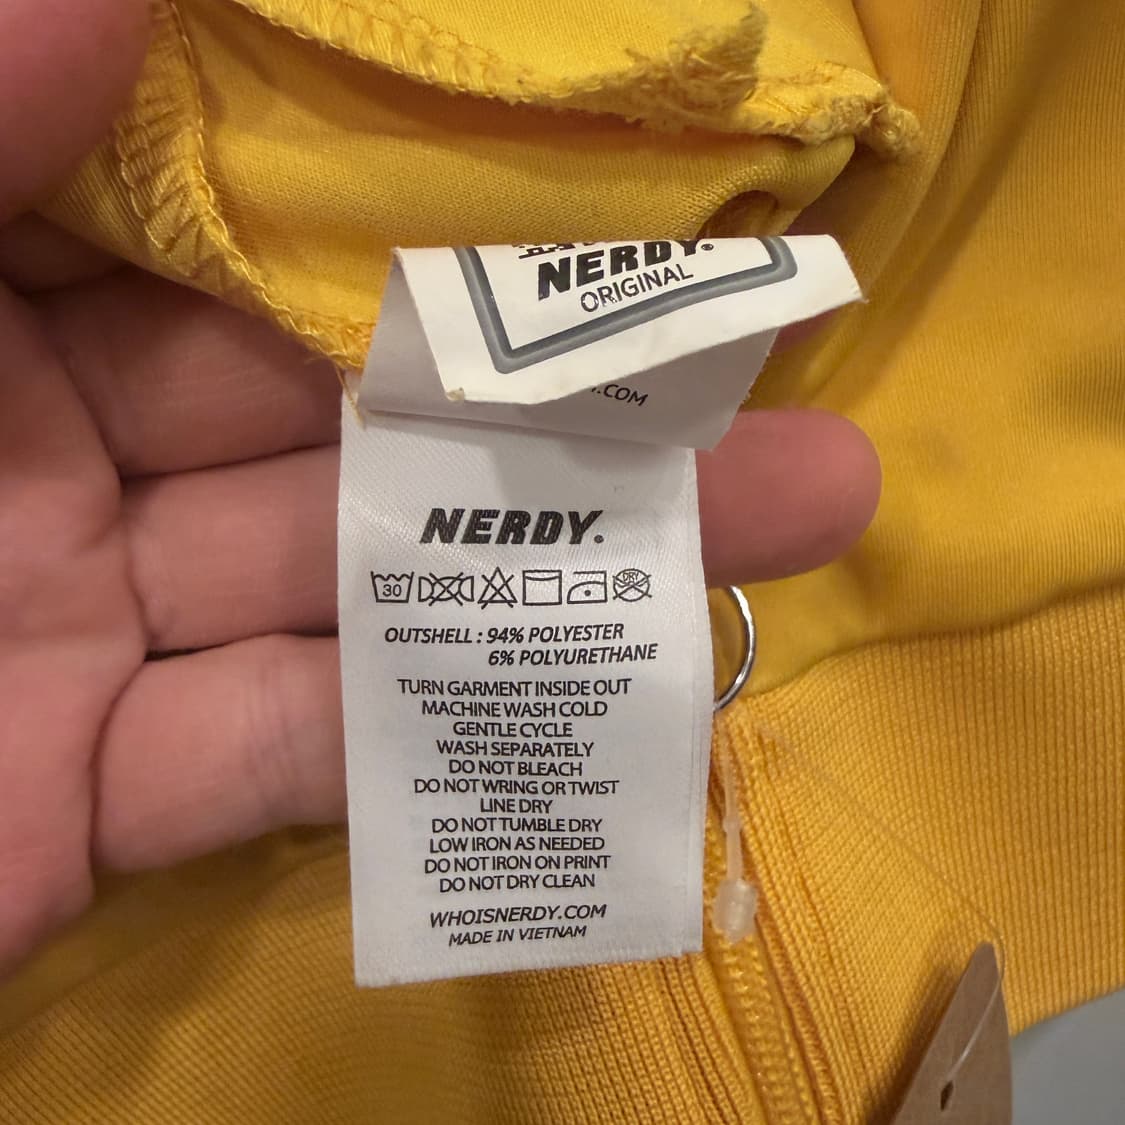 NERDY.
ORIGINAL
.COM
NERDY.
30 DRY
OUTSHELL : 94% POLYESTER
6% POLYURETHANE
TURN GARMENT INSIDE OUT
MACHINE WASH COLD
GENTLE CYCLE
WASH SEPARATELY
DO NOT BLEACH
DO NOT WRING OR TWIST
LINE DRY
DO NOT TUMBLE DRY
LOW IRON AS NEEDED
DO NOT IRON ON PRINT
DO NOT DRY CLEAN
WHOISNERDY.COM
MADE IN VIETNAM